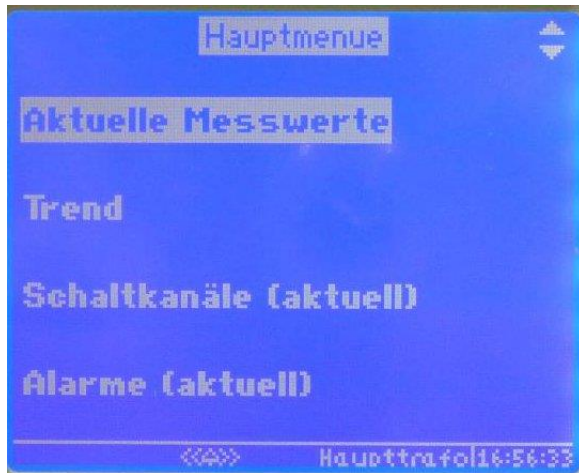 Hauptmenue
Aktuelle Messwerte
Trend
Schaltkanäle (aktuell)
Alarme (aktuell)
Haupttrafo|16:56:33